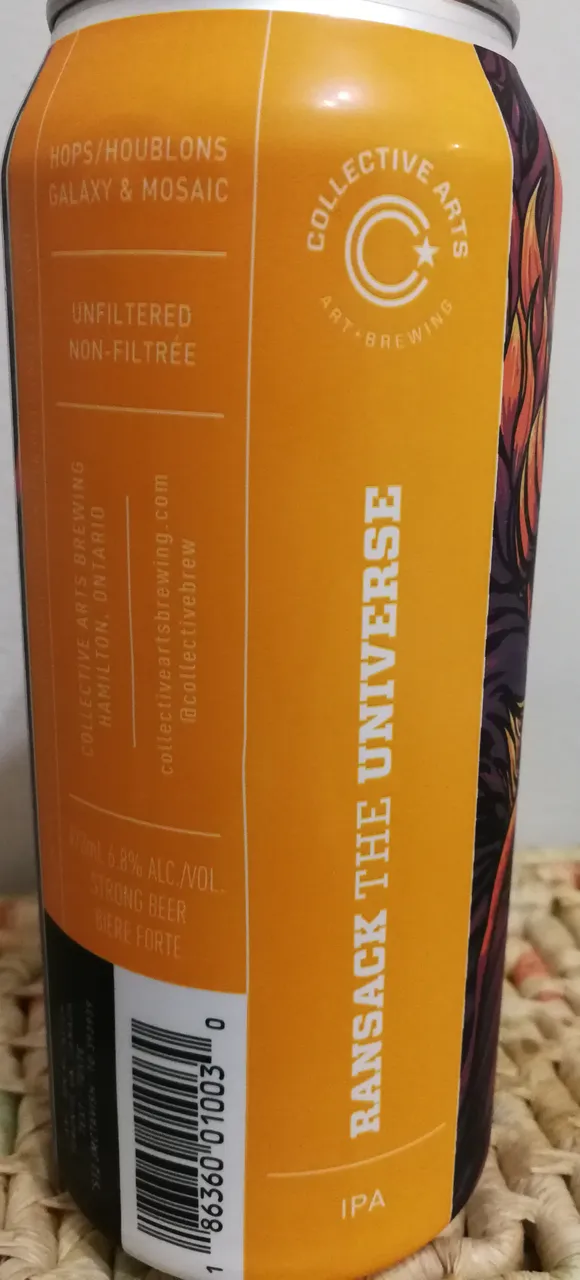 HOPS/HOUBLONS
GALAXY & MOSAIC
UNFILTERED
NON-FILTRÉE
COLLECTIVE ARTS BREWING
HAMILTON, ONTARIO
collectiveartsbrewing.com
@collectivebrew
6.8% ALC./VOL.
STRONG BEER
BIÈRE FORTE
1 86360 01003 0
COLLECTIVE ARTS
ART • BREWING
RANSACK THE UNIVERSE
IPA